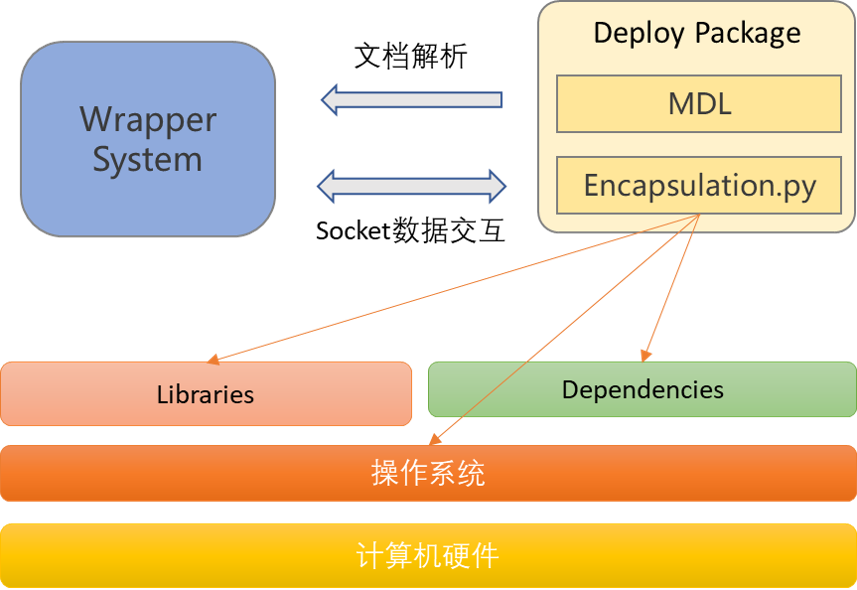 Deploy Package
文档解析
MDL
Wrapper
System
Encapsulation.py
Socket数据交互
Libraries
Dependencies
操作系统
计算机硬件